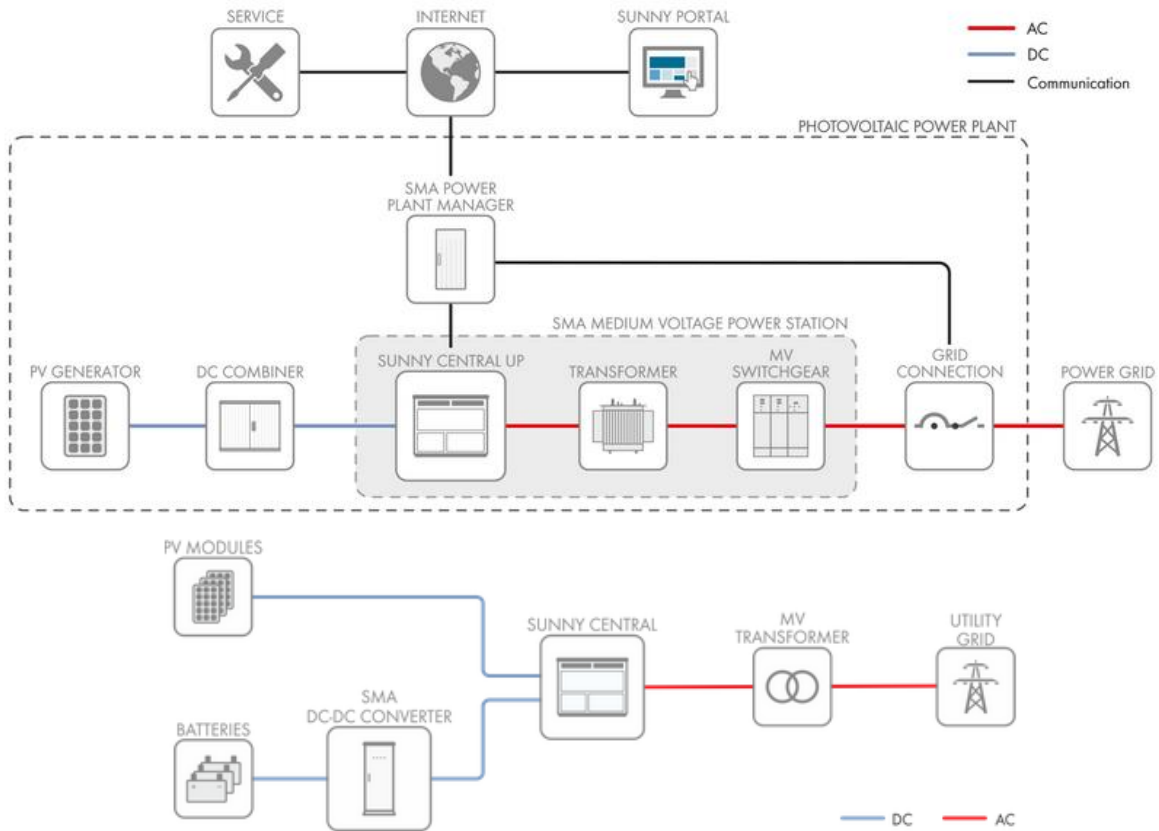 SERVICE
INTERNET
SUNNY PORTAL
AC
DC
Communication
PHOTOVOLTAIC POWER PLANT
SMA POWER
PLANT MANAGER
SMA MEDIUM VOLTAGE POWER STATION
PV GENERATOR
DC COMBINER
SUNNY CENTRAL UP
TRANSFORMER
MV
SWITCHGEAR
GRID
CONNECTION
POWER GRID
PV MODULES
SUNNY CENTRAL
MV
TRANSFORMER
UTILITY
GRID
SMA
DC-DC CONVERTER
BATTERIES
DC
AC